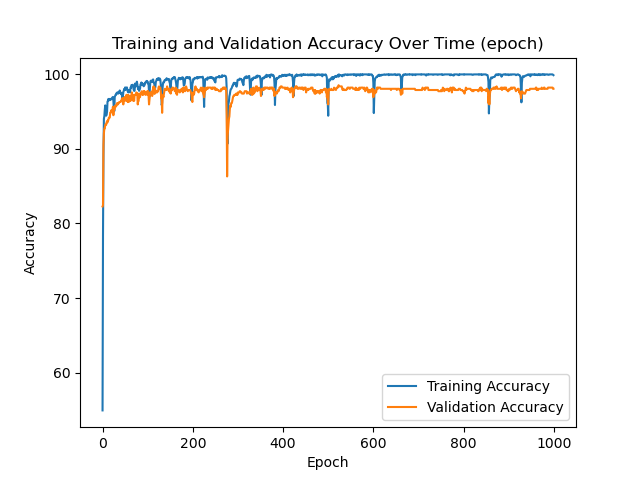 Training and Validation Accuracy Over Time (epoch)
100
90
80
70
60
Accuracy
0
200
400
600
800
1000
Epoch
Training Accuracy
Validation Accuracy